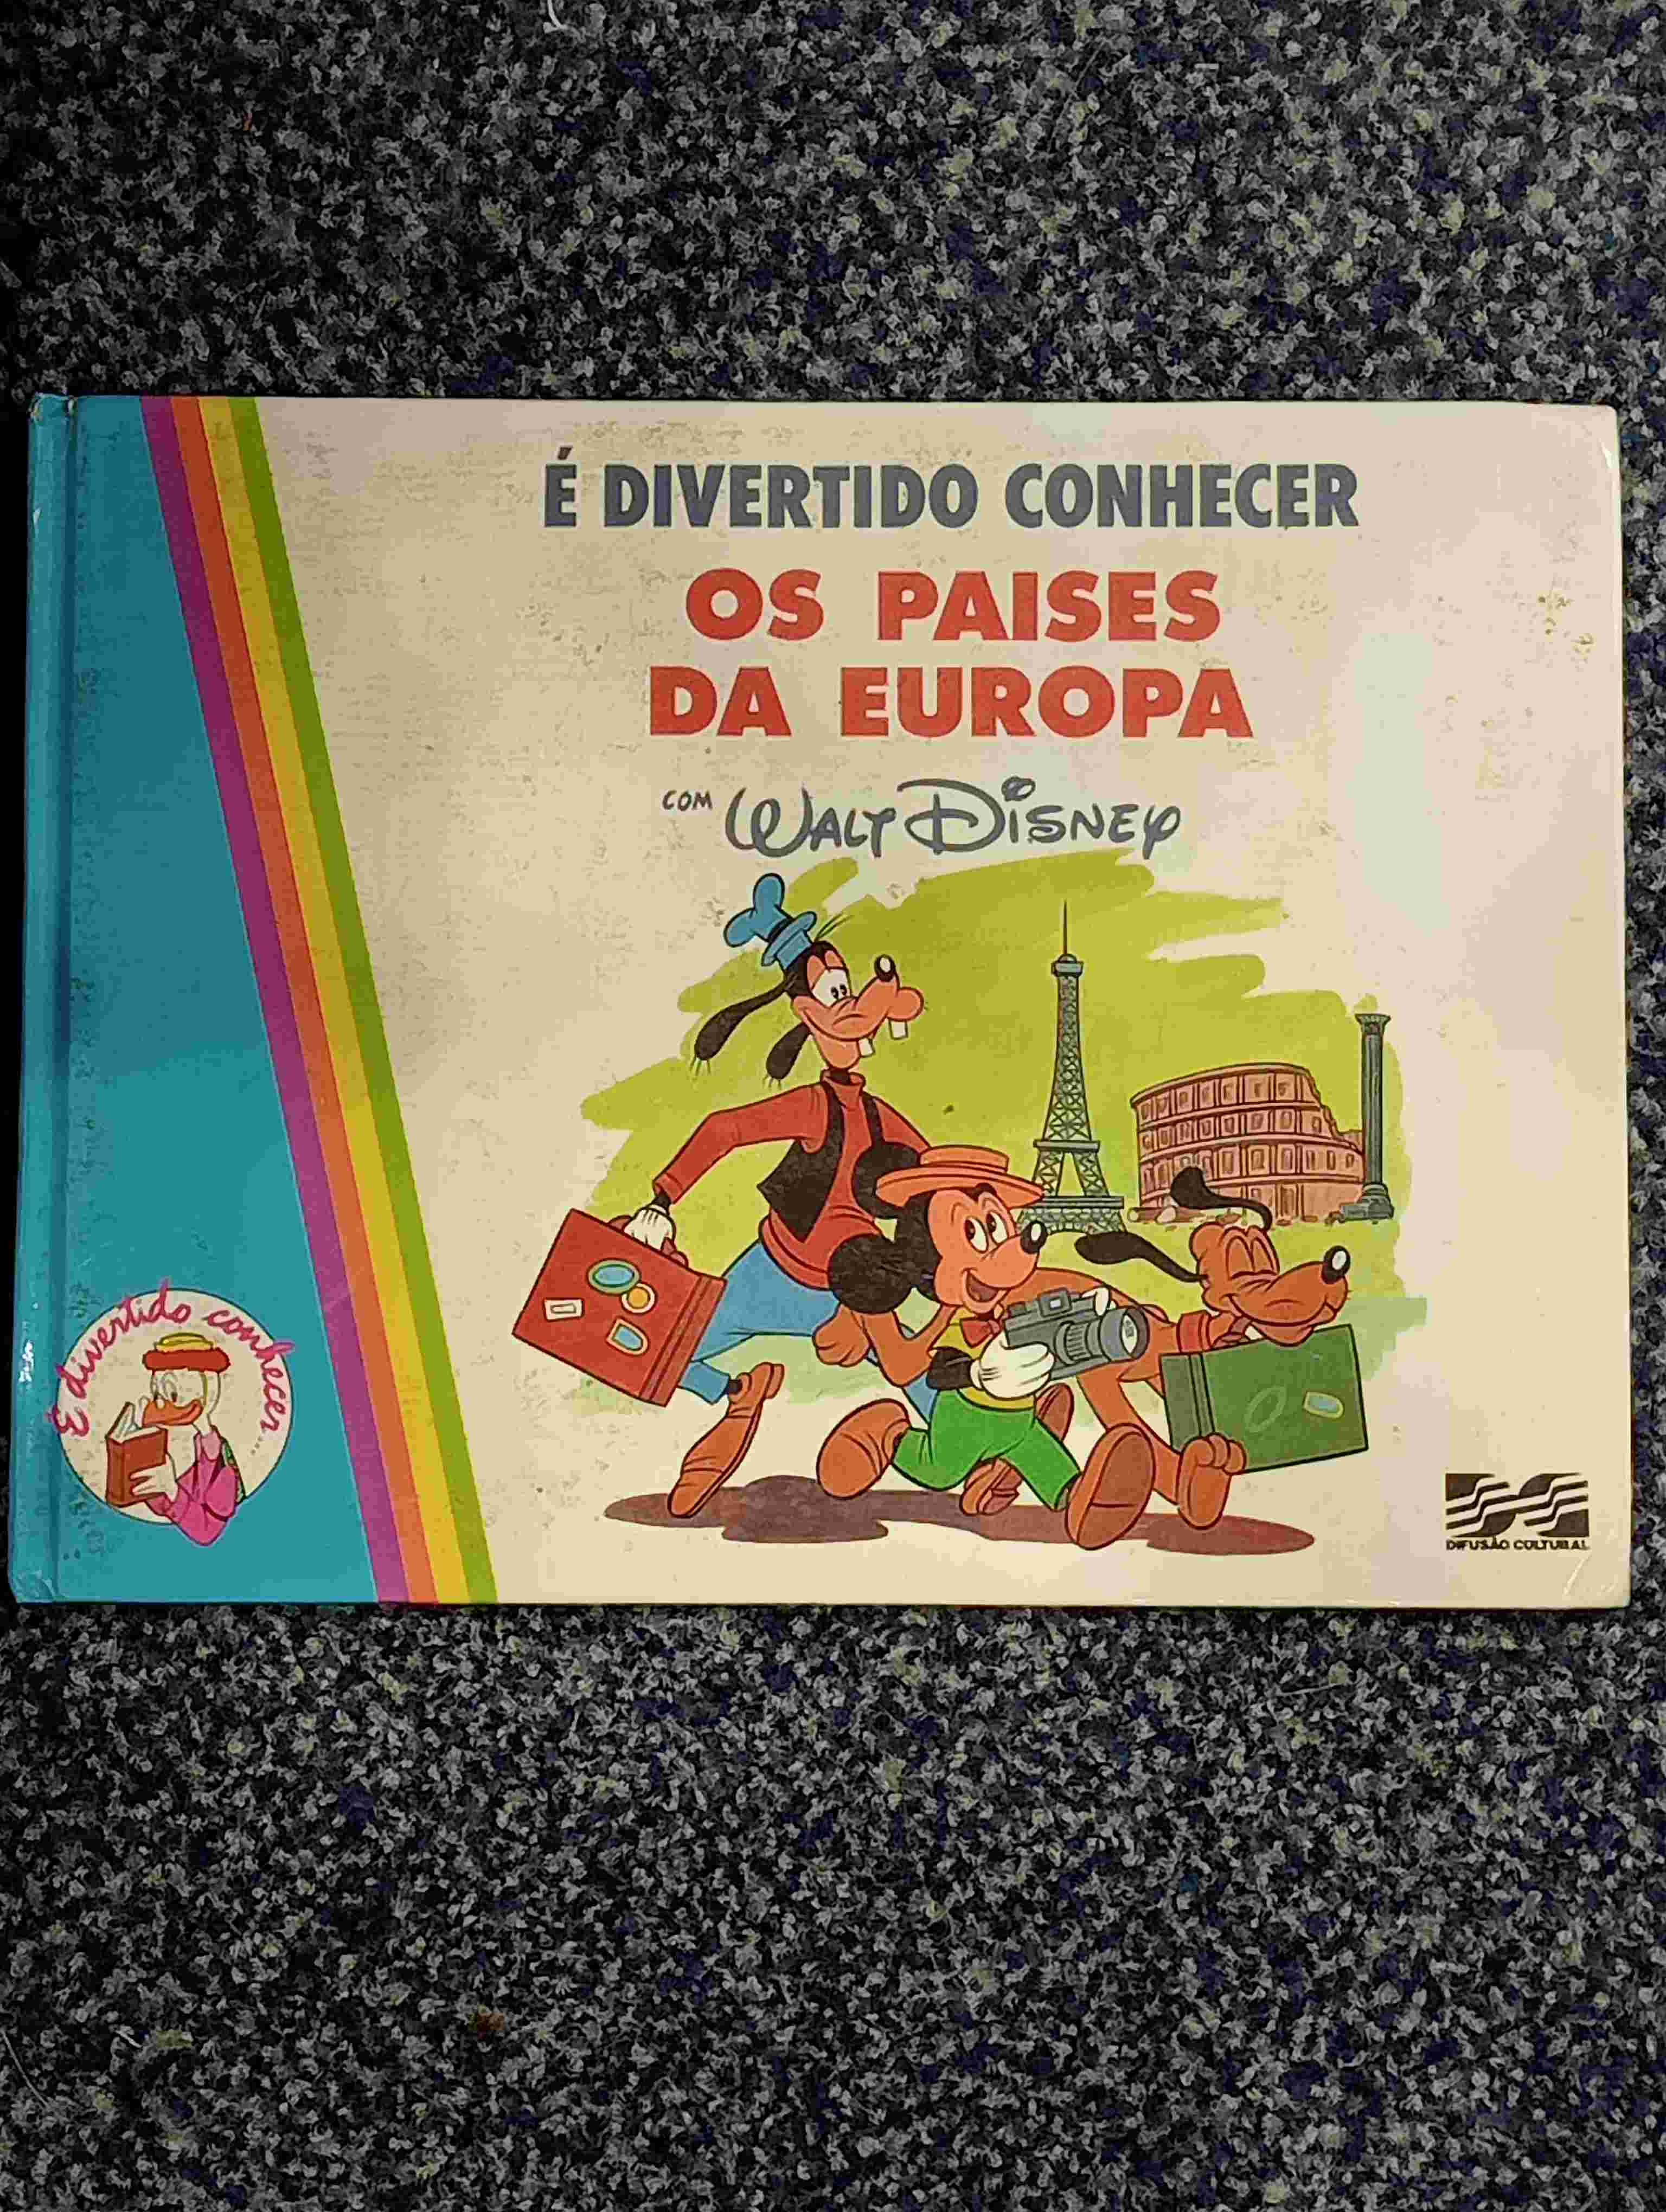 É DIVERTIDO CONHECER
OS PAISES
DA EUROPA
COM WALT DISNEY
É divertido conhecer.....
DIFUSÃO CULTURAL